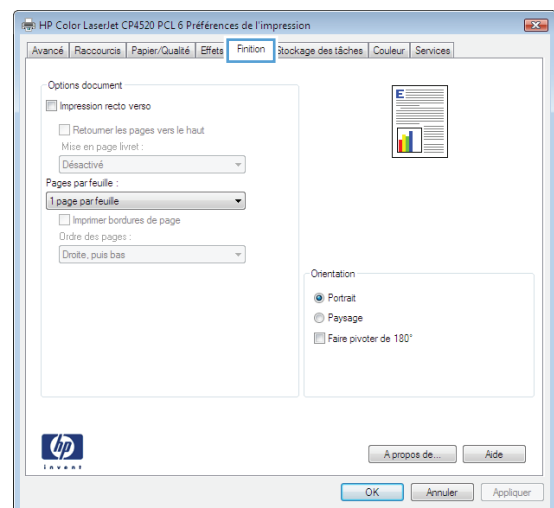 HP Color LaserJet CP4520 PCL 6 Préférences de l'impression
Avancé Raccourcis Papier/Qualité Effets Finition Stockage des tâches Couleur Services
Options document
Impression recto verso
Retourner les pages vers le haut
Mise en page livret :
Désactivé
Pages par feuille :
1 page par feuille
Imprimer bordures de page
Ordre des pages :
Droite, puis bas
E
Orientation
Portrait
Paysage
Faire pivoter de 180°
hp
invent
A propos de... Aide
OK Annuler Appliquer